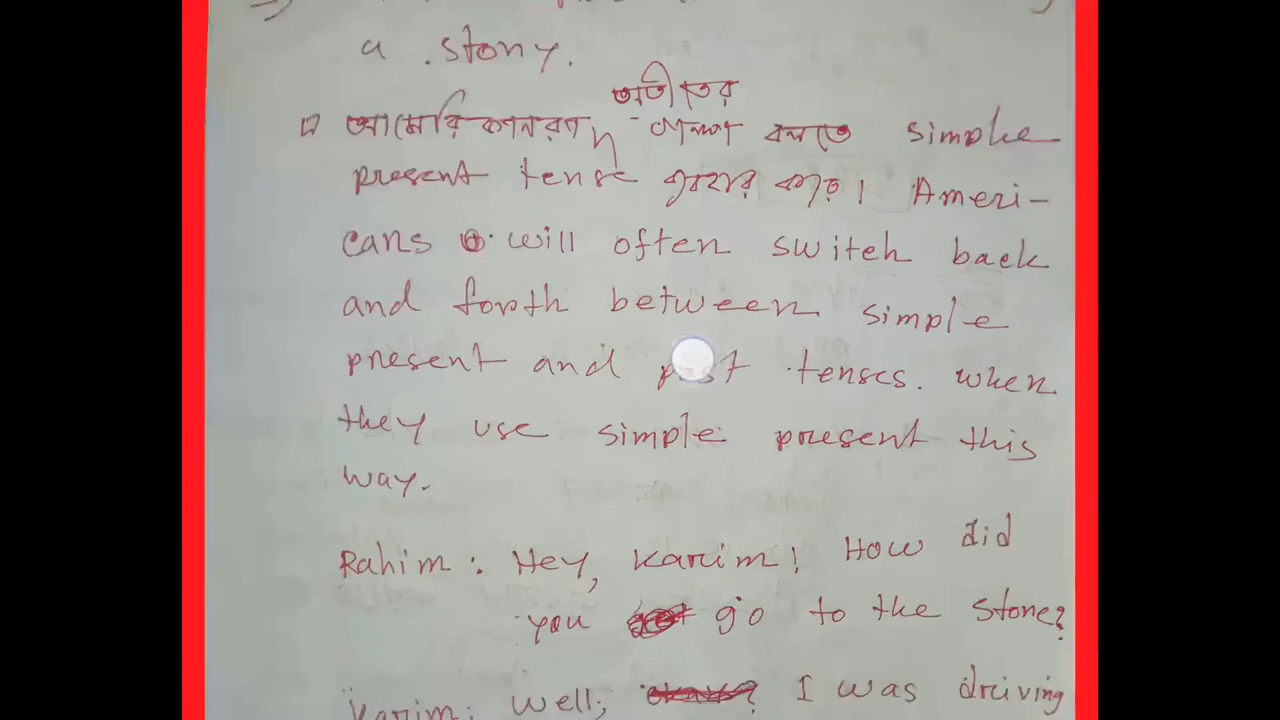 a story.
অতীতের
□ আমেরিকানরা গল্প বলতে simple
present tense ব্যবহার করে। Ameri-
cans will often switch back
and forth between simple
present and past tenses. when
they use simple present this
way.
Rahim: Hey, Karim! How did
you go to the store?
Karim: well, I was driving